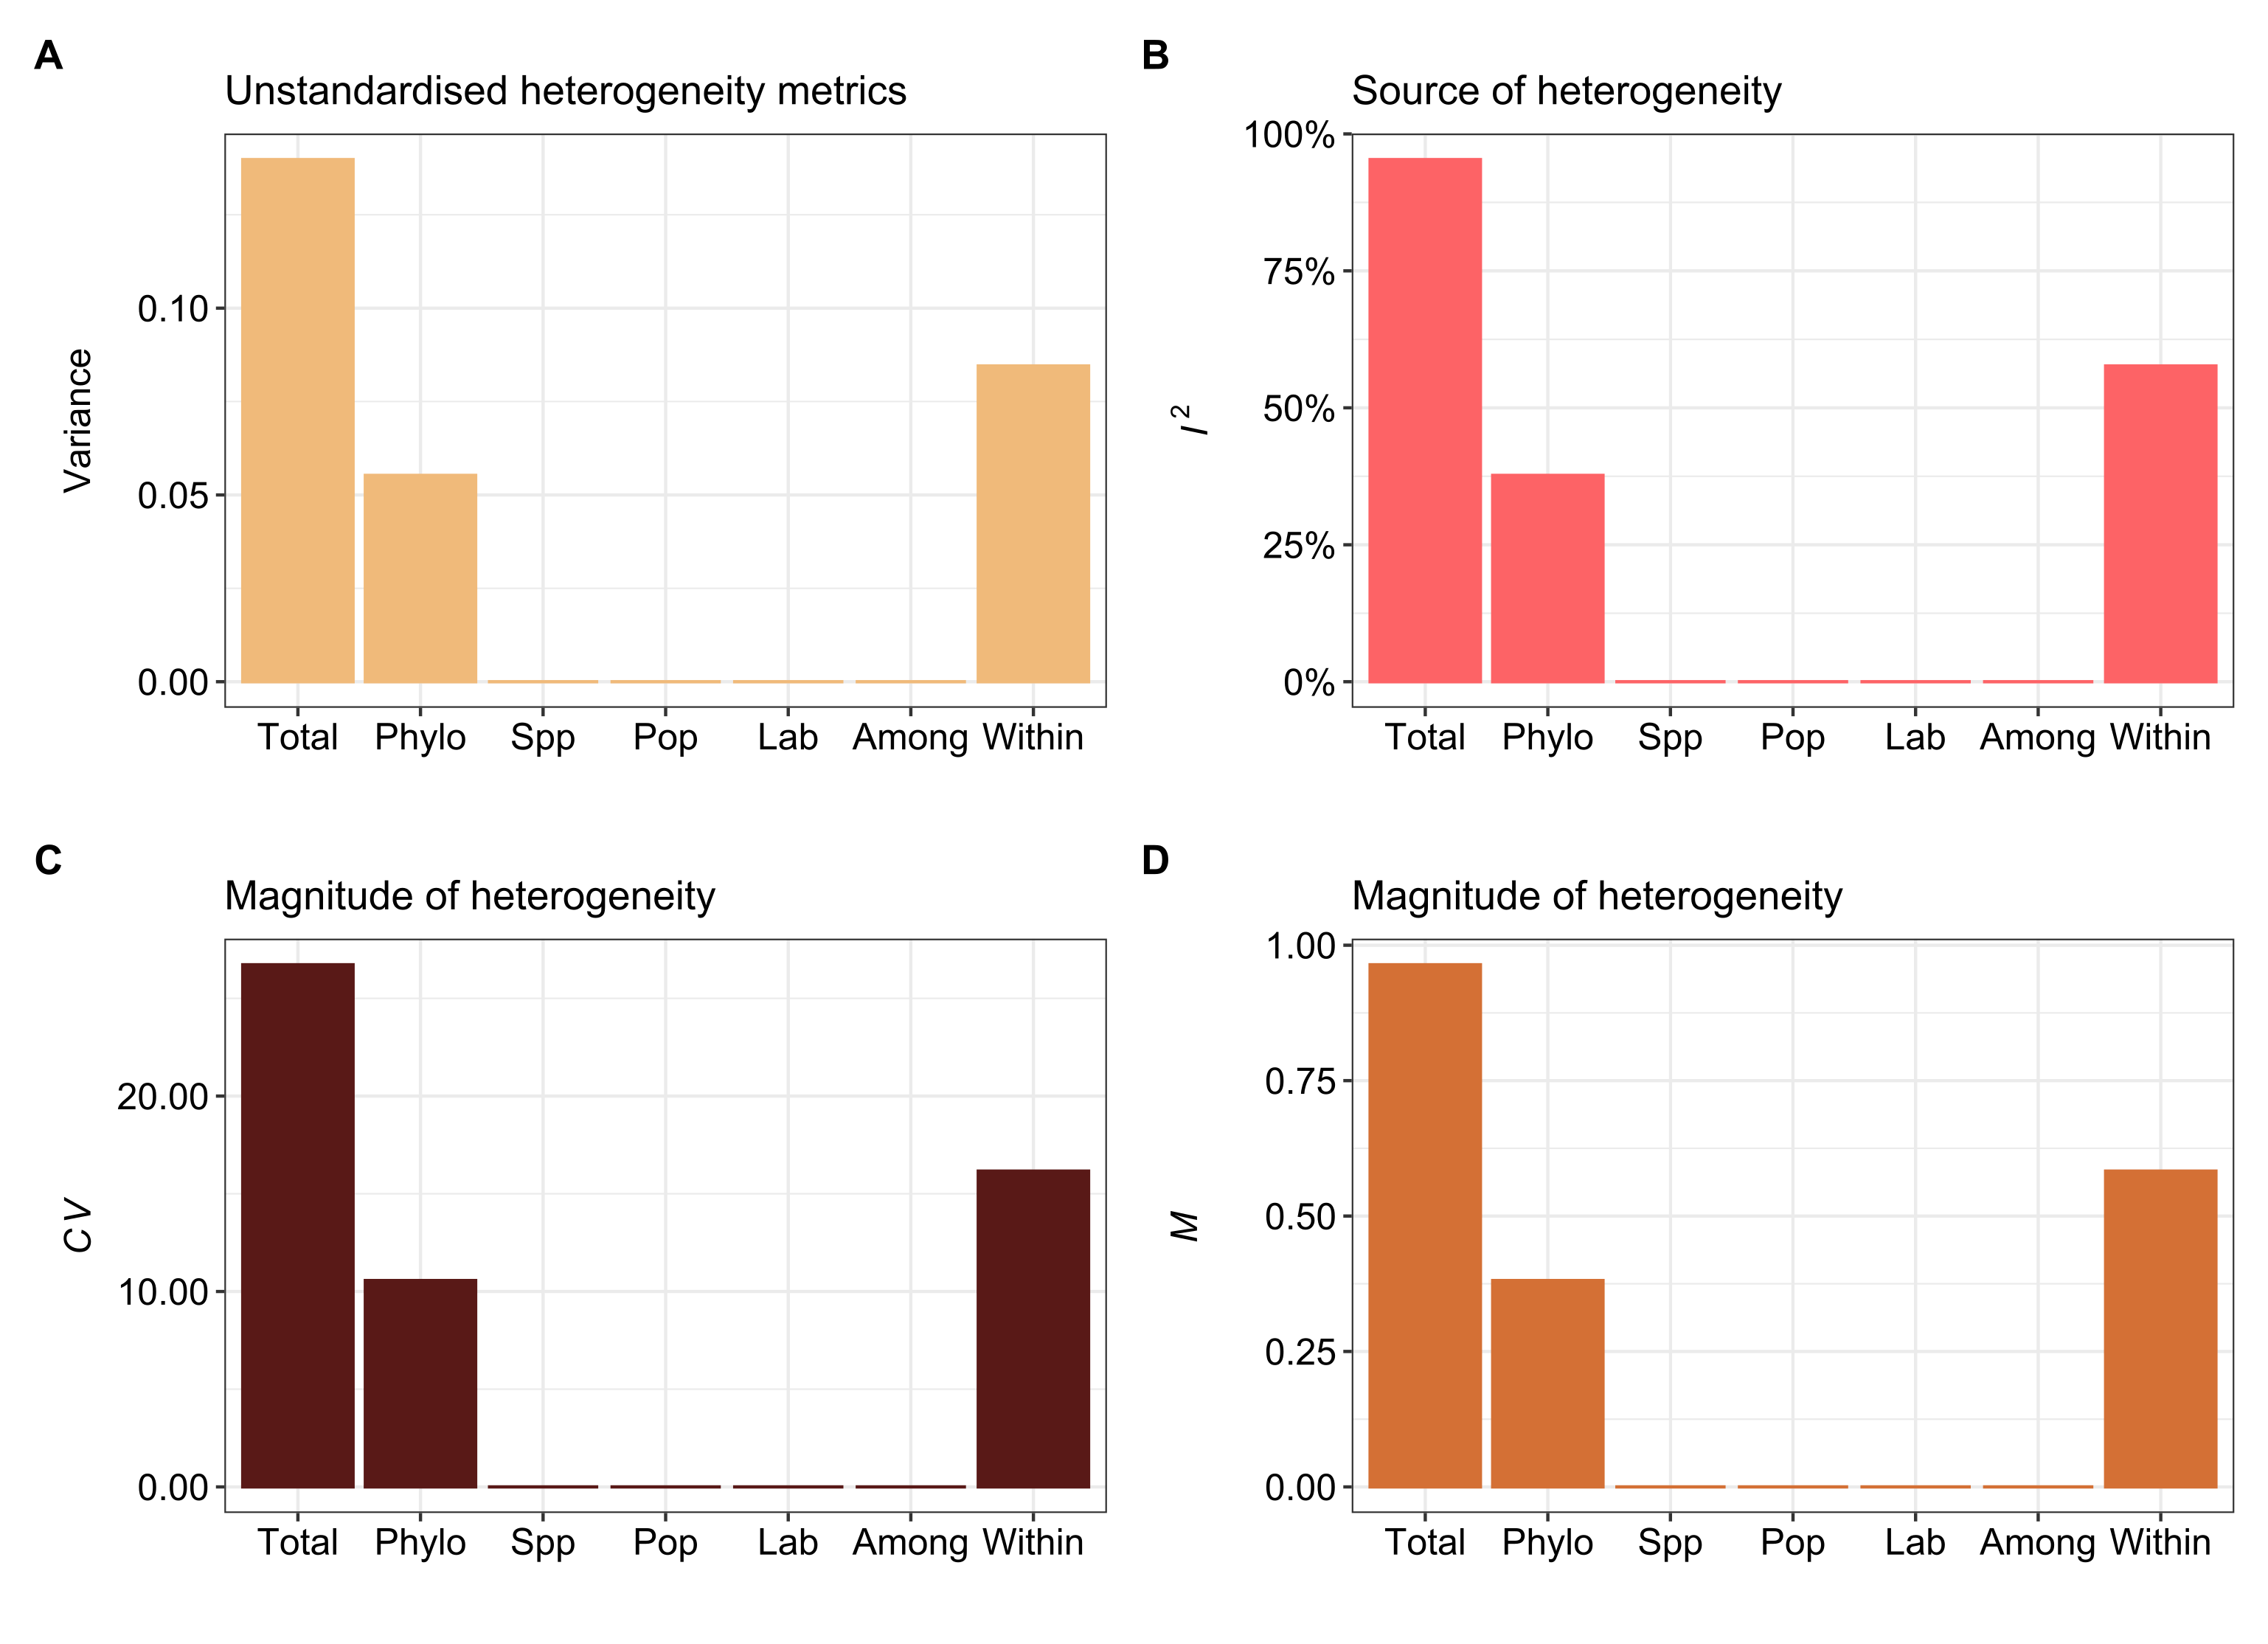 A
Unstandardised heterogeneity metrics
Variance
0.10
0.05
0.00
Total Phylo Spp Pop Lab Among Within
B
Source of heterogeneity
I²
100%
75%
50%
25%
0%
Total Phylo Spp Pop Lab Among Within
C
Magnitude of heterogeneity
CV
20.00
10.00
0.00
Total Phylo Spp Pop Lab Among Within
D
Magnitude of heterogeneity
M
1.00
0.75
0.50
0.25
0.00
Total Phylo Spp Pop Lab Among Within